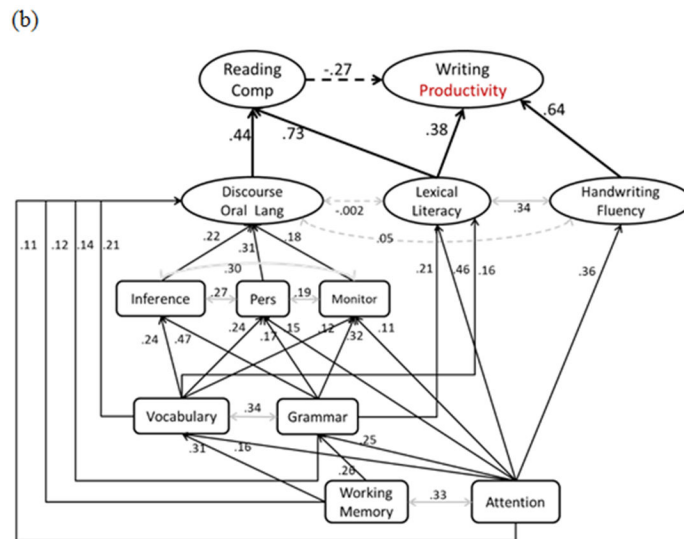 (b)
Reading
Comp
-.27
Writing
Productivity
.44
.73
.38
.64
Discourse
Oral Lang
-.002
Lexical
Literacy
.34
Handwriting
Fluency
.05
.11
.12
.14
.21
.22
.31
.18
.30
.21
.46
.16
.36
Inference
.27
Pers
.19
Monitor
.24
.47
.24
.17
.15
.12
.32
.11
Vocabulary
.34
Grammar
.31
.16
.26
.25
Working
Memory
.33
Attention